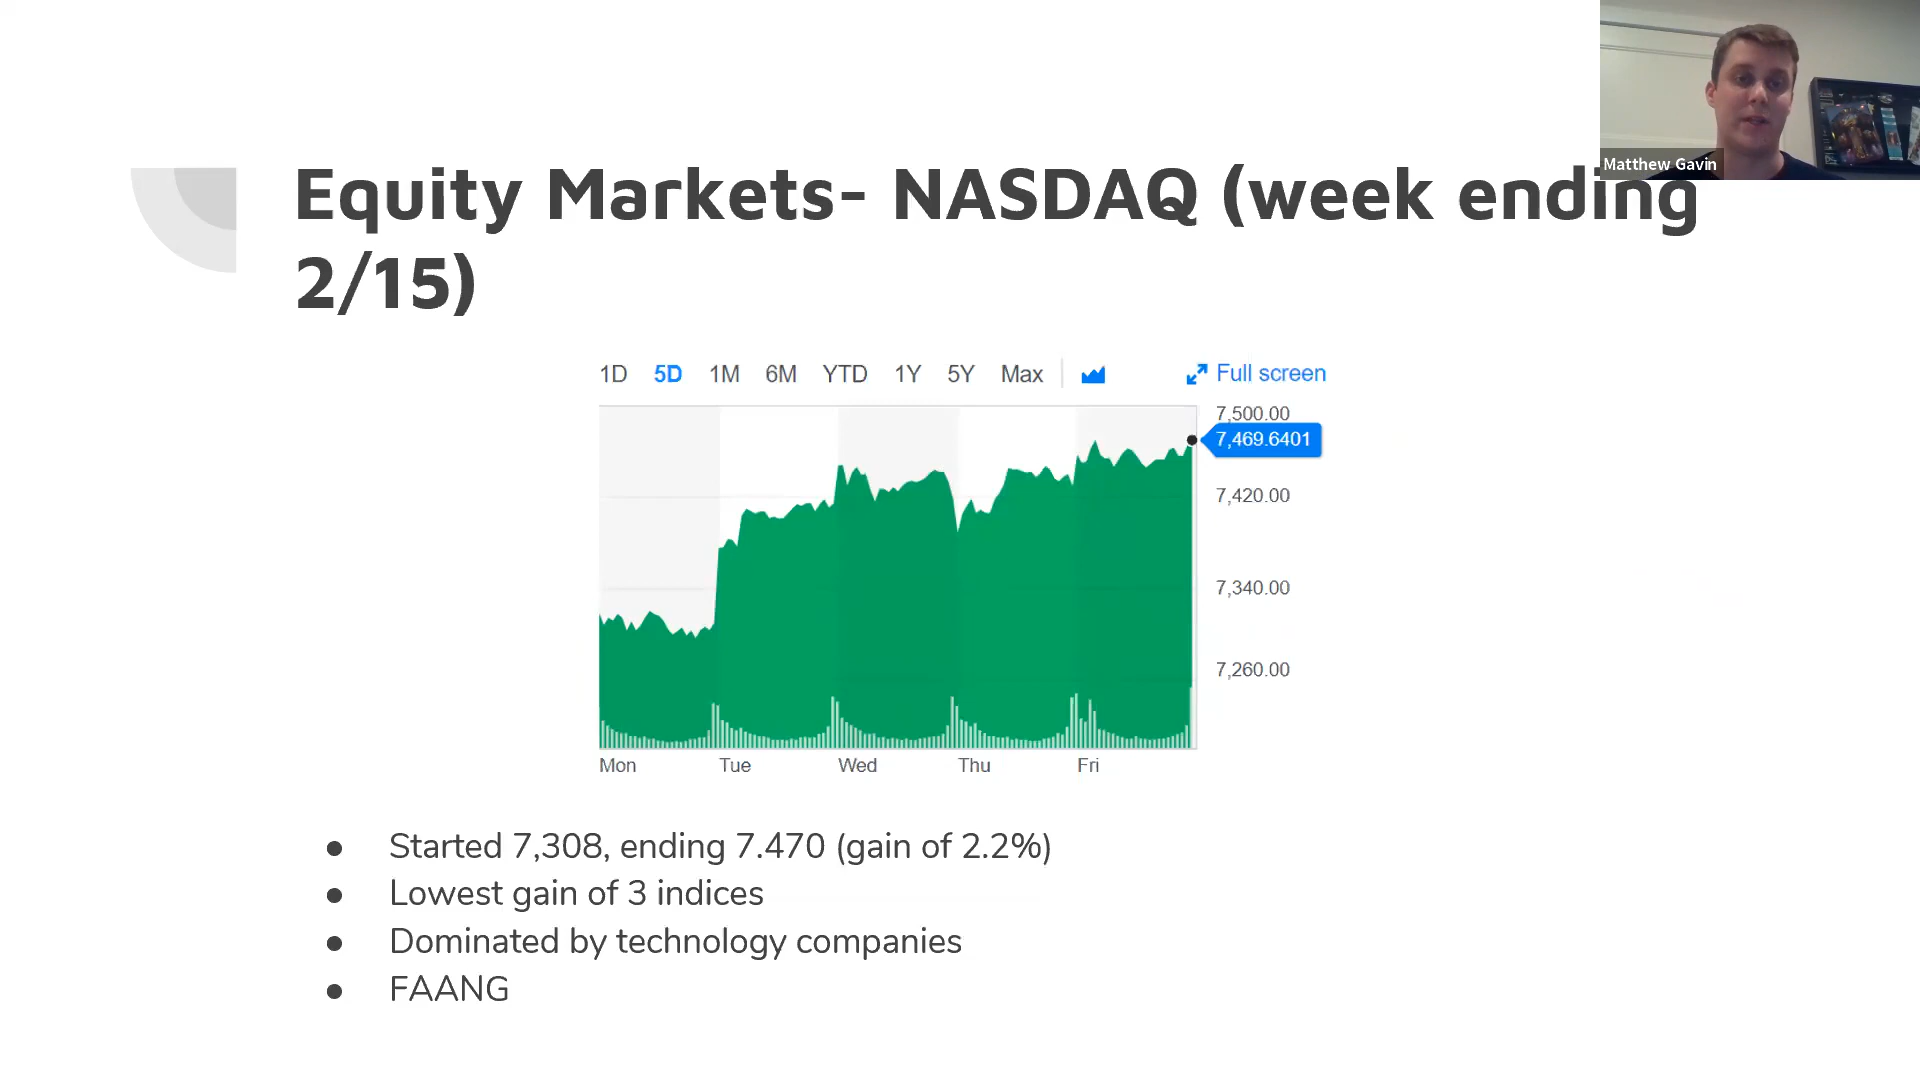 Matthew Gavin
Equity Markets- NASDAQ (week ending
2/15)
1D 5D 1M 6M YTD 1Y 5Y Max Full screen
7,500.00
7,469.6401
7,420.00
7,340.00
7,260.00
Mon Tue Wed Thu Fri
● Started 7,308, ending 7.470 (gain of 2.2%)
● Lowest gain of 3 indices
● Dominated by technology companies
● FAANG